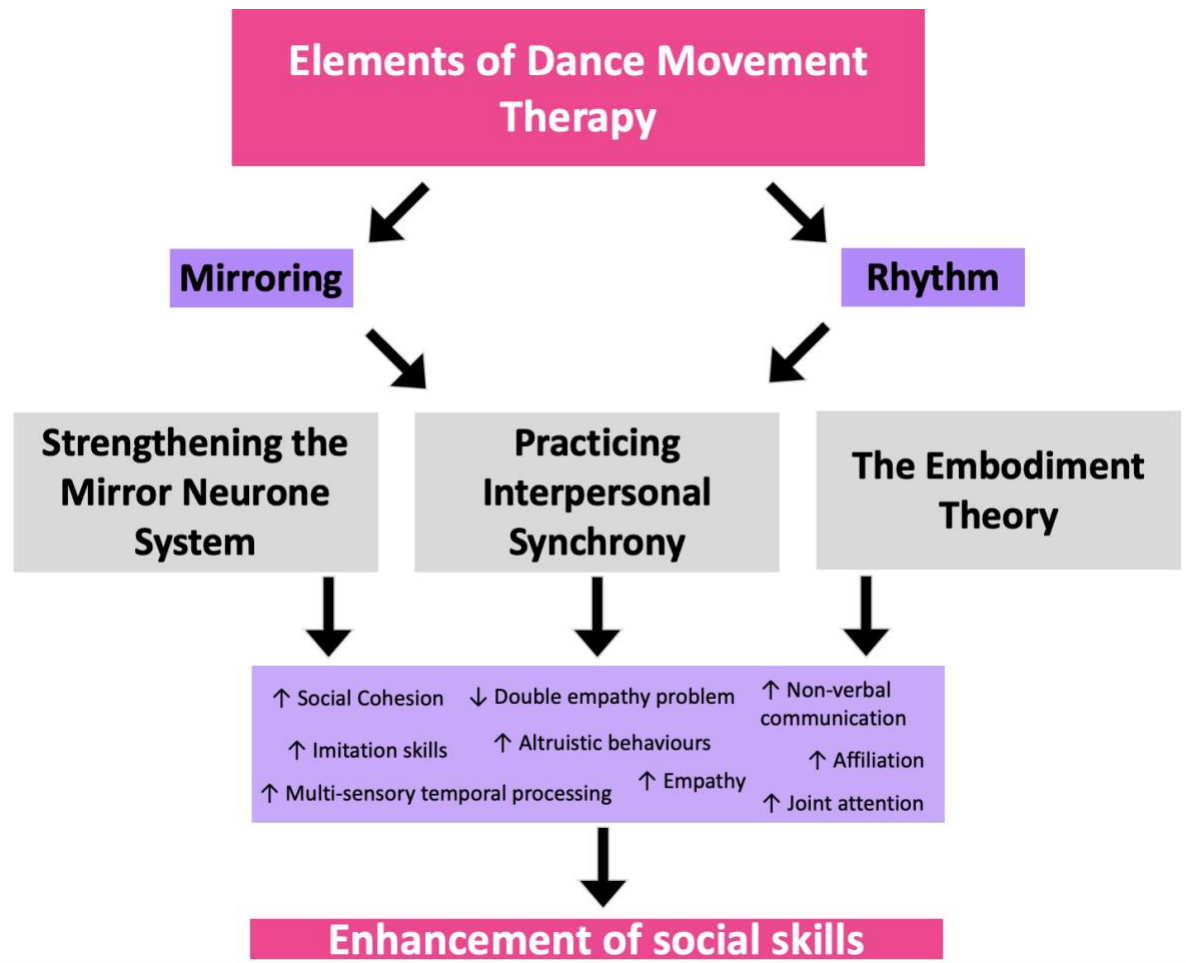 Elements of Dance Movement
Therapy
Mirroring
Rhythm
Strengthening the
Mirror Neurone
System
Practicing
Interpersonal
Synchrony
The Embodiment
Theory
↑ Social Cohesion
↓ Double empathy problem
↑ Non-verbal
communication
↑ Imitation skills
↑ Altruistic behaviours
↑ Affiliation
↑ Multi-sensory temporal processing
↑ Empathy
↑ Joint attention
Enhancement of social skills